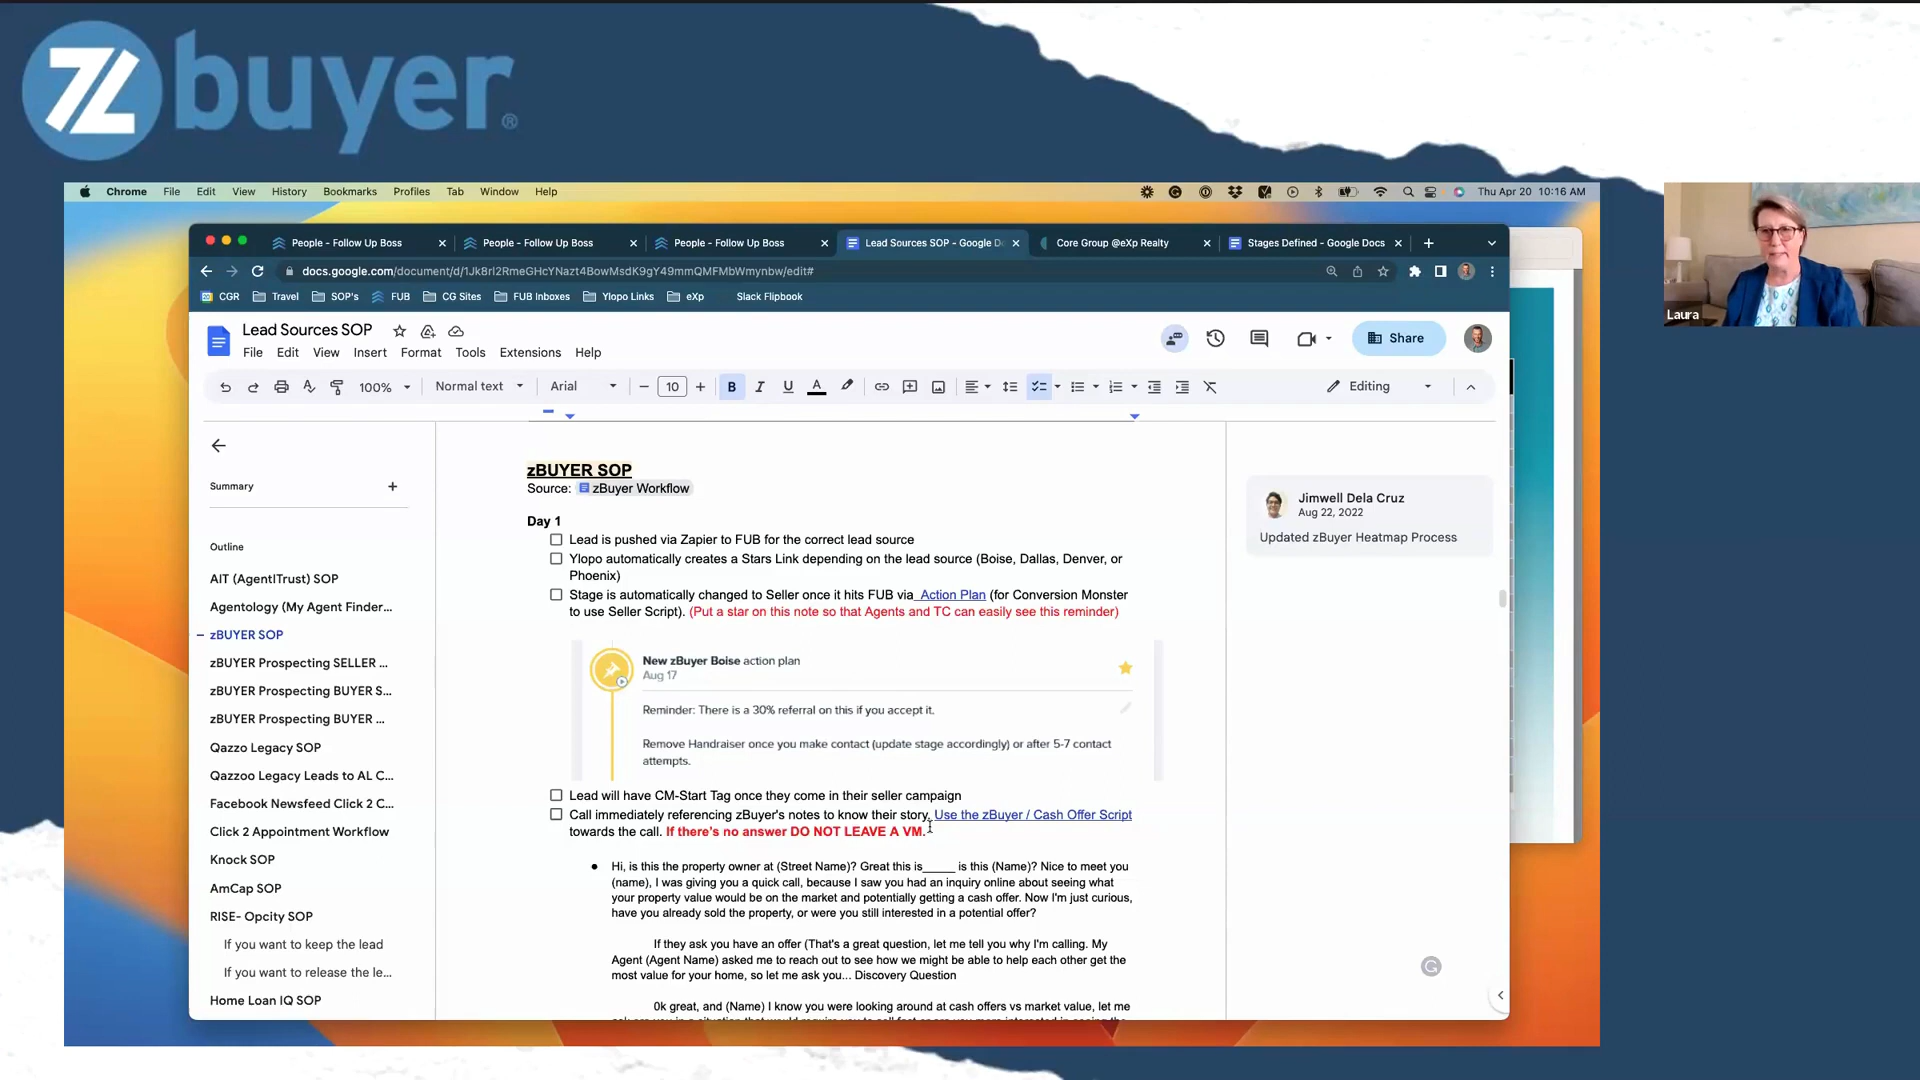 Zbuyer®
Chrome File Edit View History Bookmarks Profiles Tab Window Help
Thu Apr 20 10:16 AM
People - Follow Up Boss
People - Follow Up Boss
People - Follow Up Boss
Lead Sources SOP - Google D
Core Group @eXp Realty
Stages Defined - Google Docs
docs.google.com/document/d/1Jk8rI2RmeGHcYNazt4BowMsdK9gY49mmQMFMbWmynbw/edit#
CGR Travel SOP's FUB CG Sites FUB Inboxes Ylopo Links eXp Slack Flipbook
Laura
Lead Sources SOP
File Edit View Insert Format Tools Extensions Help
Share
100% Normal text Arial 10 B I U A Editing
Summary
Outline
AIT (AgentITrust) SOP
Agentology (My Agent Finder...
zBUYER SOP
zBUYER Prospecting SELLER ...
zBUYER Prospecting BUYER S...
zBUYER Prospecting BUYER ...
Qazzo Legacy SOP
Qazzoo Legacy Leads to AL C...
Facebook Newsfeed Click 2 C...
Click 2 Appointment Workflow
Knock SOP
AmCap SOP
RISE- Opcity SOP
If you want to keep the lead
If you want to release the le...
Home Loan IQ SOP
zBUYER SOP
Source: zBuyer Workflow
Day 1
Lead is pushed via Zapier to FUB for the correct lead source
Ylopo automatically creates a Stars Link depending on the lead source (Boise, Dallas, Denver, or
Phoenix)
Stage is automatically changed to Seller once it hits FUB via Action Plan (for Conversion Monster
to use Seller Script). (Put a star on this note so that Agents and TC can easily see this reminder)
New zBuyer Boise action plan
Aug 17
Reminder: There is a 30% referral on this if you accept it.
Remove Handraiser once you make contact (update stage accordingly) or after 5-7 contact
attempts.
Lead will have CM-Start Tag once they come in their seller campaign
Call immediately referencing zBuyer's notes to know their story. Use the zBuyer / Cash Offer Script
towards the call. If there's no answer DO NOT LEAVE A VM.
● Hi, is this the property owner at (Street Name)? Great this is_____ is this (Name)? Nice to meet you
(name), I was giving you a quick call, because I saw you had an inquiry online about seeing what
your property value would be on the market and potentially getting a cash offer. Now I'm just curious,
have you already sold the property, or were you still interested in a potential offer?
If they ask you have an offer (That's a great question, let me tell you why I'm calling. My
Agent (Agent Name) asked me to reach out to see how we might be able to help each other get the
most value for your home, so let me ask you... Discovery Question
0k great, and (Name) I know you were looking around at cash offers vs market value, let me
Jimwell Dela Cruz
Aug 22, 2022
Updated zBuyer Heatmap Process